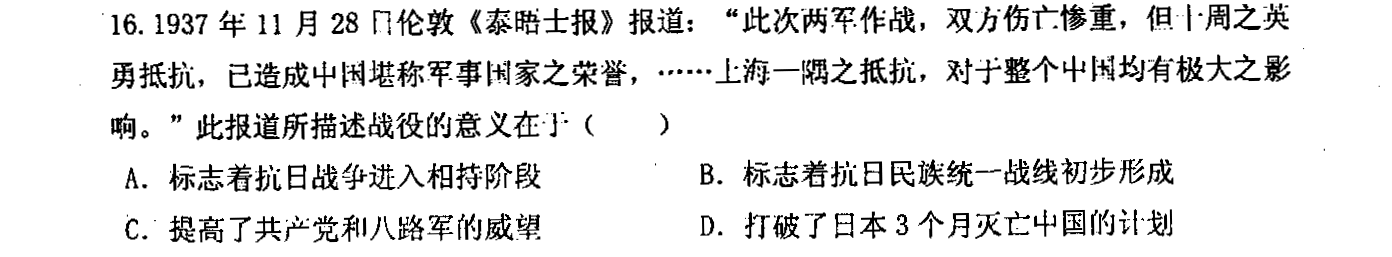 16. 1937 年 11 月 28 日伦敦《泰晤士报》报道：“此次两军作战，双方伤亡惨重，但十周之英
勇抵抗，已造成中国堪称军事国家之荣誉，……上海一隅之抵抗，对于整个中国均有极大之影
响。”此报道所描述战役的意义在于（　　）
A. 标志着抗日战争进入相持阶段　　B. 标志着抗日民族统一战线初步形成
C. 提高了共产党和八路军的威望　　D. 打破了日本 3 个月灭亡中国的计划